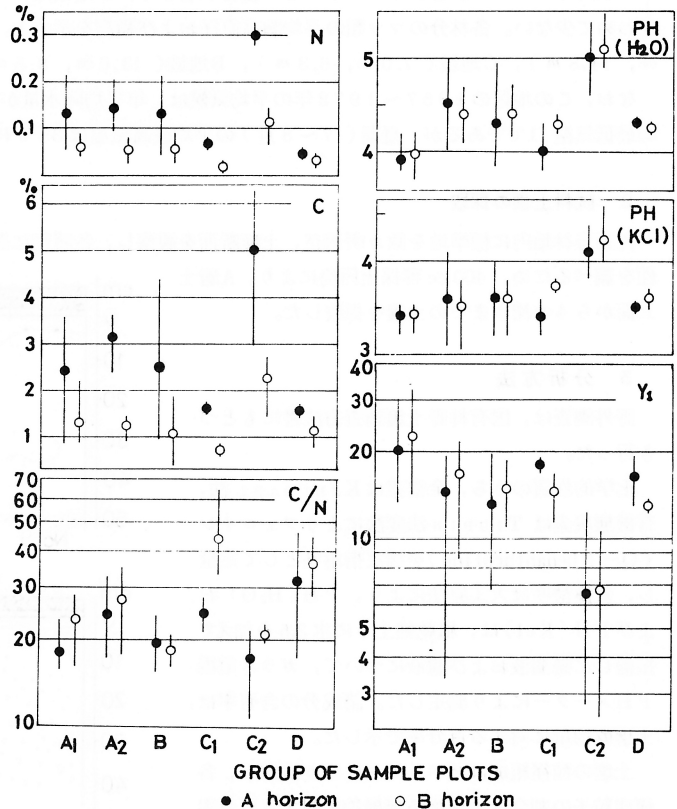 % N
0.3
0.2
0.1
% C
6
5
4
3
2
1
C/N
70
60
50
40
30
20
10
PH (H2O)
5
4
PH (KCl)
4
3
Y1
40
30
20
10
5
4
3
A1 A2 B C1 C2 D
A1 A2 B C1 C2 D
GROUP OF SAMPLE PLOTS
● A horizon ○ B horizon